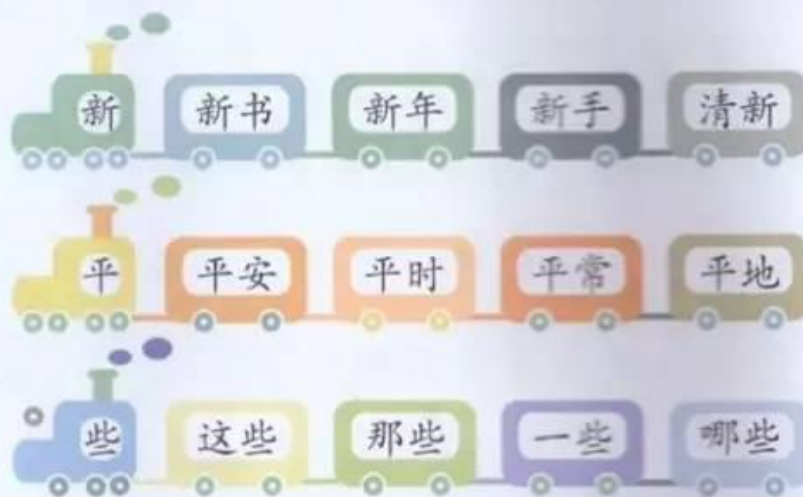 新 新书 新年 新手 清新
平 平安 平时 平常 平地
些 这些 那些 一些 哪些